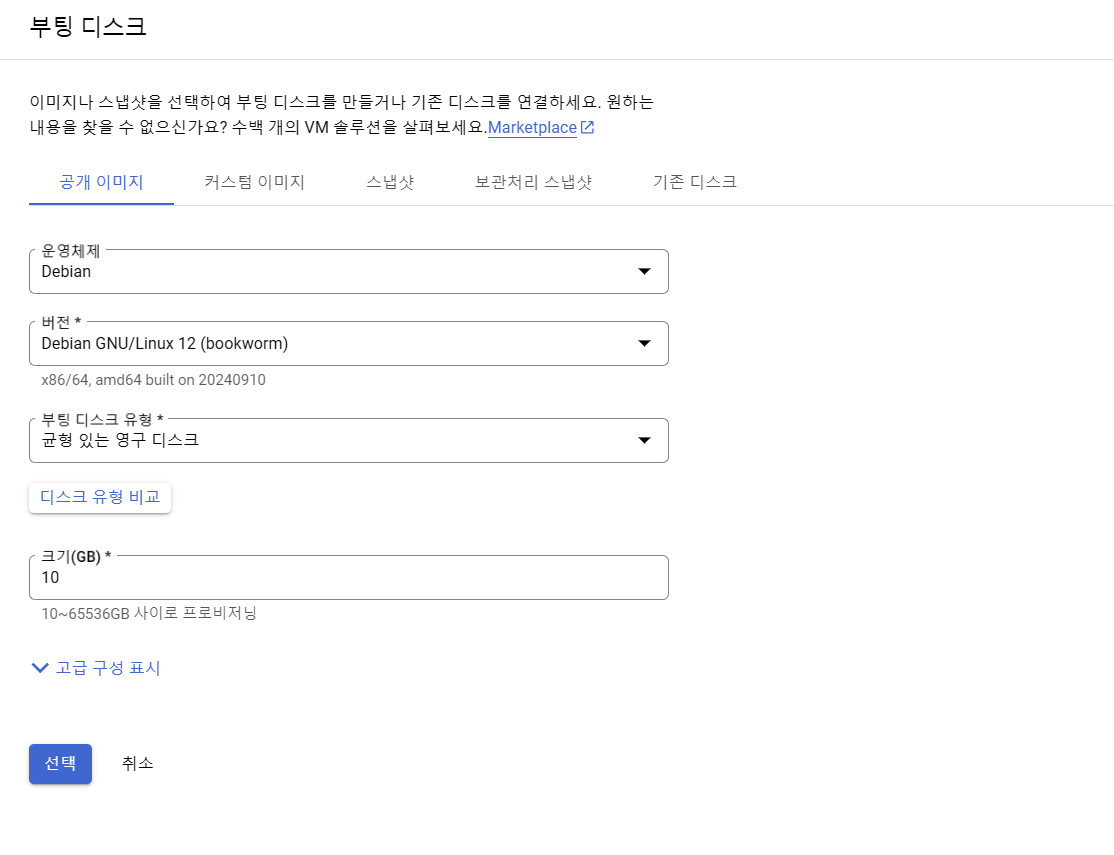 부팅 디스크
이미지나 스냅샷을 선택하여 부팅 디스크를 만들거나 기존 디스크를 연결하세요. 원하는
내용을 찾을 수 없으신가요? 수백 개의 VM 솔루션을 살펴보세요.Marketplace
공개 이미지 커스텀 이미지 스냅샷 보관처리 스냅샷 기존 디스크
운영체제
Debian
버전 *
Debian GNU/Linux 12 (bookworm)
x86/64, amd64 built on 20240910
부팅 디스크 유형 *
균형 있는 영구 디스크
디스크 유형 비교
크기(GB) *
10
10~65536GB 사이로 프로비저닝
고급 구성 표시
선택 취소